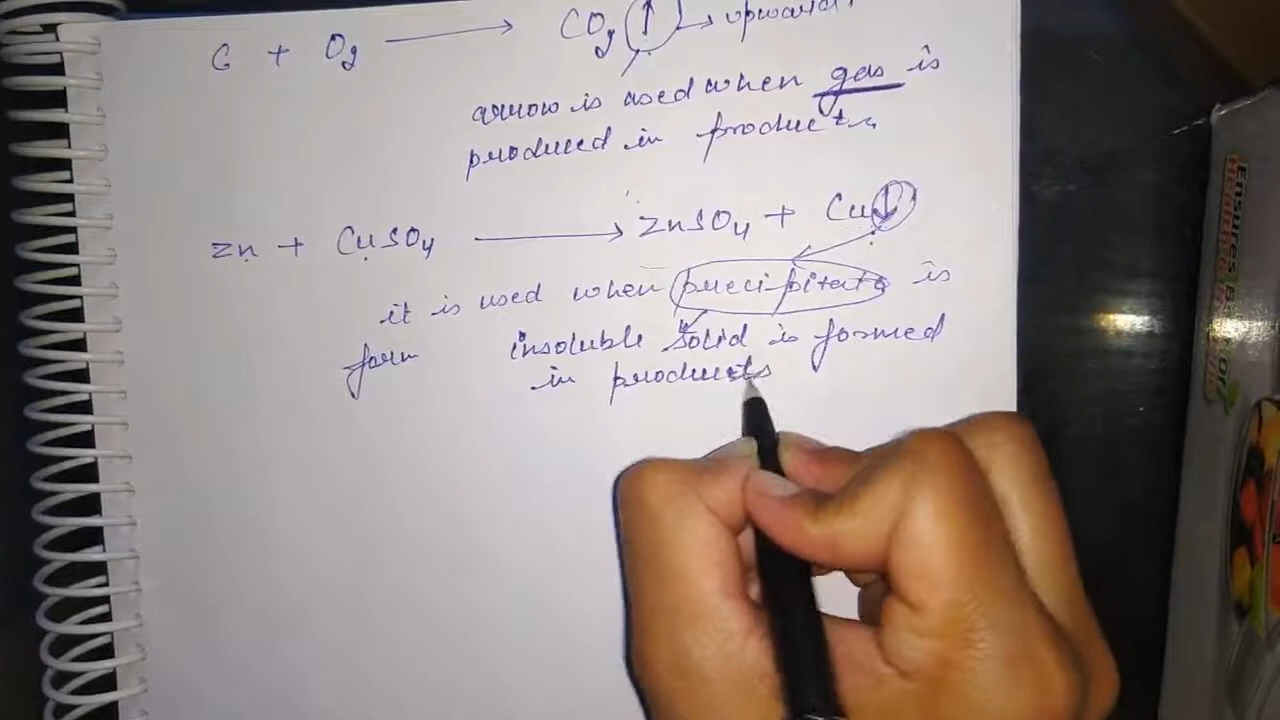 C + O2 ⟶ CO2 ↑ → upward
arrow is used when gas is
produced in products
Zn + CuSO4 ⟶ ZnSO4 + Cu↓
it is used when precipitate is
form insoluble solid is formed
in products
Ensures